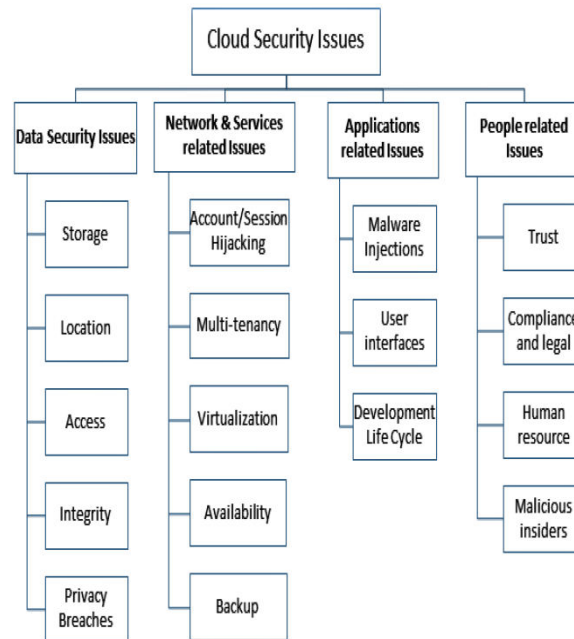 Cloud Security Issues
Data Security Issues
Storage
Location
Access
Integrity
Privacy
Breaches
Network & Services
related Issues
Account/Session
Hijacking
Multi-tenancy
Virtualization
Availability
Backup
Applications
related Issues
Malware
Injections
User
interfaces
Development
Life Cycle
People related
Issues
Trust
Compliance
and legal
Human
resource
Malicious
insiders